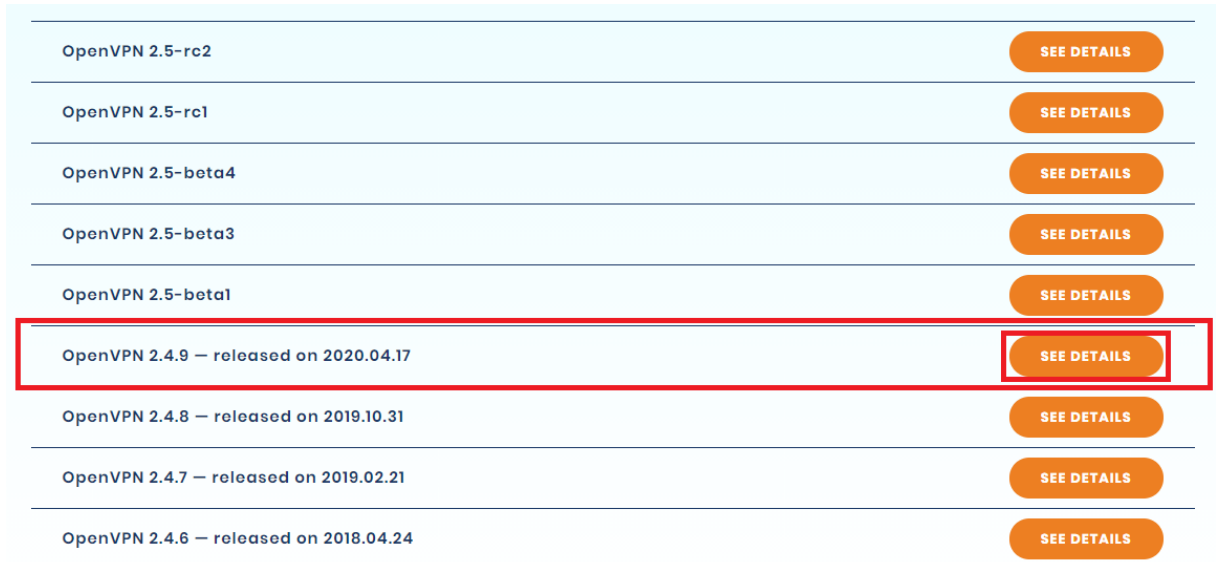 OpenVPN 2.5-rc2 SEE DETAILS
OpenVPN 2.5-rc1 SEE DETAILS
OpenVPN 2.5-beta4 SEE DETAILS
OpenVPN 2.5-beta3 SEE DETAILS
OpenVPN 2.5-beta1 SEE DETAILS
OpenVPN 2.4.9 — released on 2020.04.17 SEE DETAILS
OpenVPN 2.4.8 — released on 2019.10.31 SEE DETAILS
OpenVPN 2.4.7 — released on 2019.02.21 SEE DETAILS
OpenVPN 2.4.6 — released on 2018.04.24 SEE DETAILS